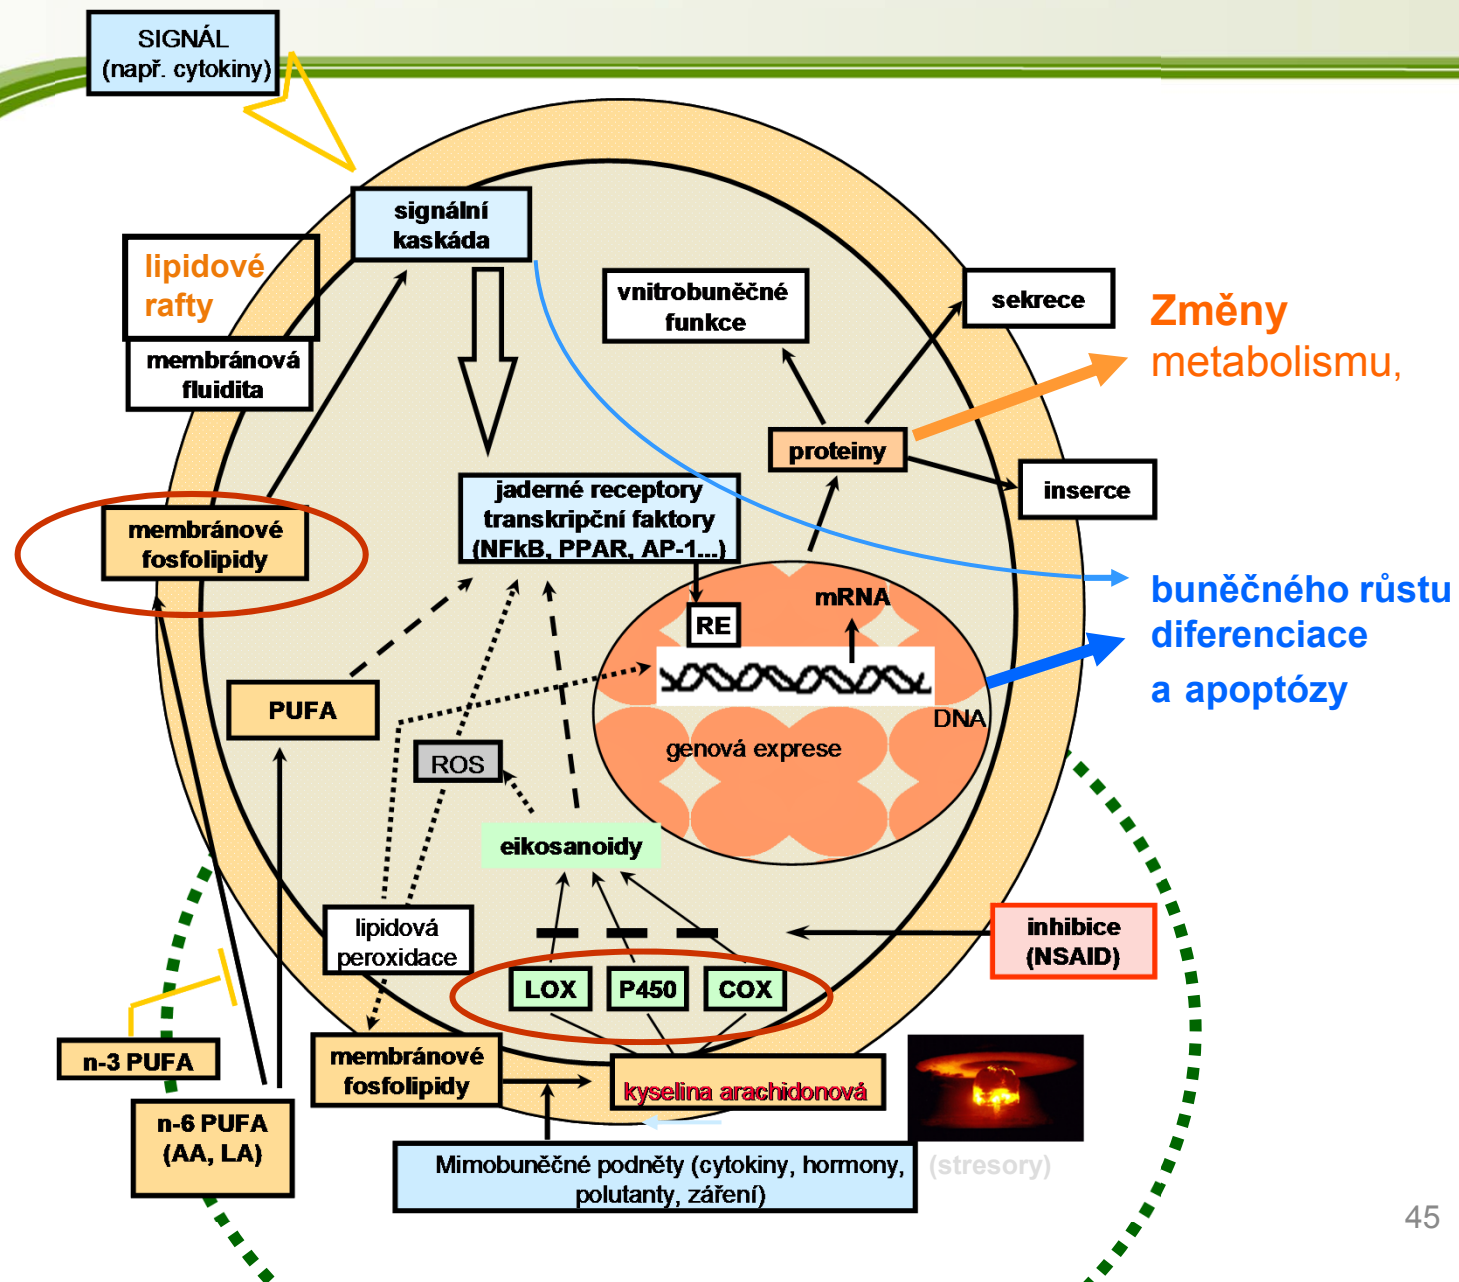 SIGNÁL
(např. cytokiny)
signální
kaskáda
lipidové
rafty
membránová
fluidita
vnitrobuněčné
funkce
sekrece
Změny
metabolismu,
proteiny
inserce
jaderné receptory
transkripční faktory
(NFkB, PPAR, AP-1...)
membránové
fosfolipidy
buněčného růstu
diferenciace
a apoptózy
mRNA
RE
DNA
genová exprese
PUFA
ROS
eikosanoidy
lipidová
peroxidace
inhibice
(NSAID)
LOX
P450
COX
n-3 PUFA
membránové
fosfolipidy
kyselina arachidonová
n-6 PUFA
(AA, LA)
Mimobuněčné podněty (cytokiny, hormony,
polutanty, záření)
(stresory)
45